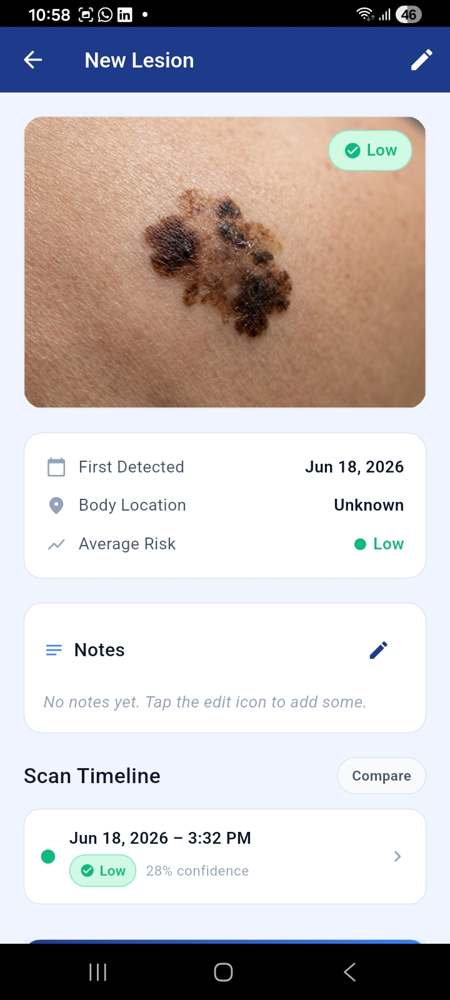 10:58
46
New Lesion
Low
First Detected Jun 18, 2026
Body Location Unknown
Average Risk Low
Notes
No notes yet. Tap the edit icon to add some.
Scan Timeline Compare
Jun 18, 2026 – 3:32 PM
Low 28% confidence